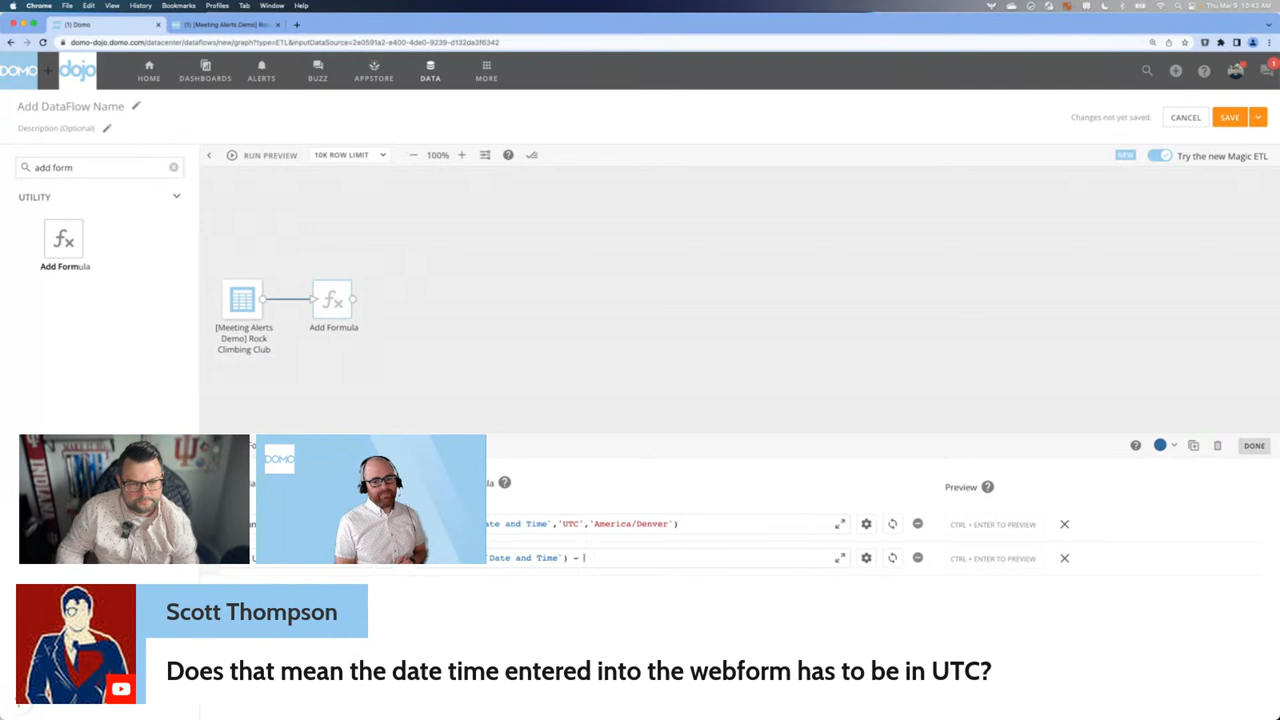 Chrome File Edit View History Bookmarks Profiles Tab Window Help
Thu Mar 9 10:42 AM
(1) Domo
(1) [Meeting Alerts Demo] Ro
domo-dojo.domo.com/datacenter/dataflows/new/graph?type=ETL&inputDataSource=2e0591a2-e400-4de0-9239-d132da3f6342
DOMO
dojo
HOME DASHBOARDS ALERTS BUZZ APPSTORE DATA MORE
1
Add DataFlow Name
Description (Optional)
Changes not yet saved.
CANCEL
SAVE
add form
RUN PREVIEW
10K ROW LIMIT
100%
NEW
Try the new Magic ETL
UTILITY
fx
Add Formula
[Meeting Alerts
Demo] Rock
Climbing Club
fx
Add Formula
DONE
la
Preview
ate and Time`,'UTC','America/Denver')
CTRL + ENTER TO PREVIEW
`Date and Time`) -
CTRL + ENTER TO PREVIEW
DOMO
Scott Thompson
Does that mean the date time entered into the webform has to be in UTC?